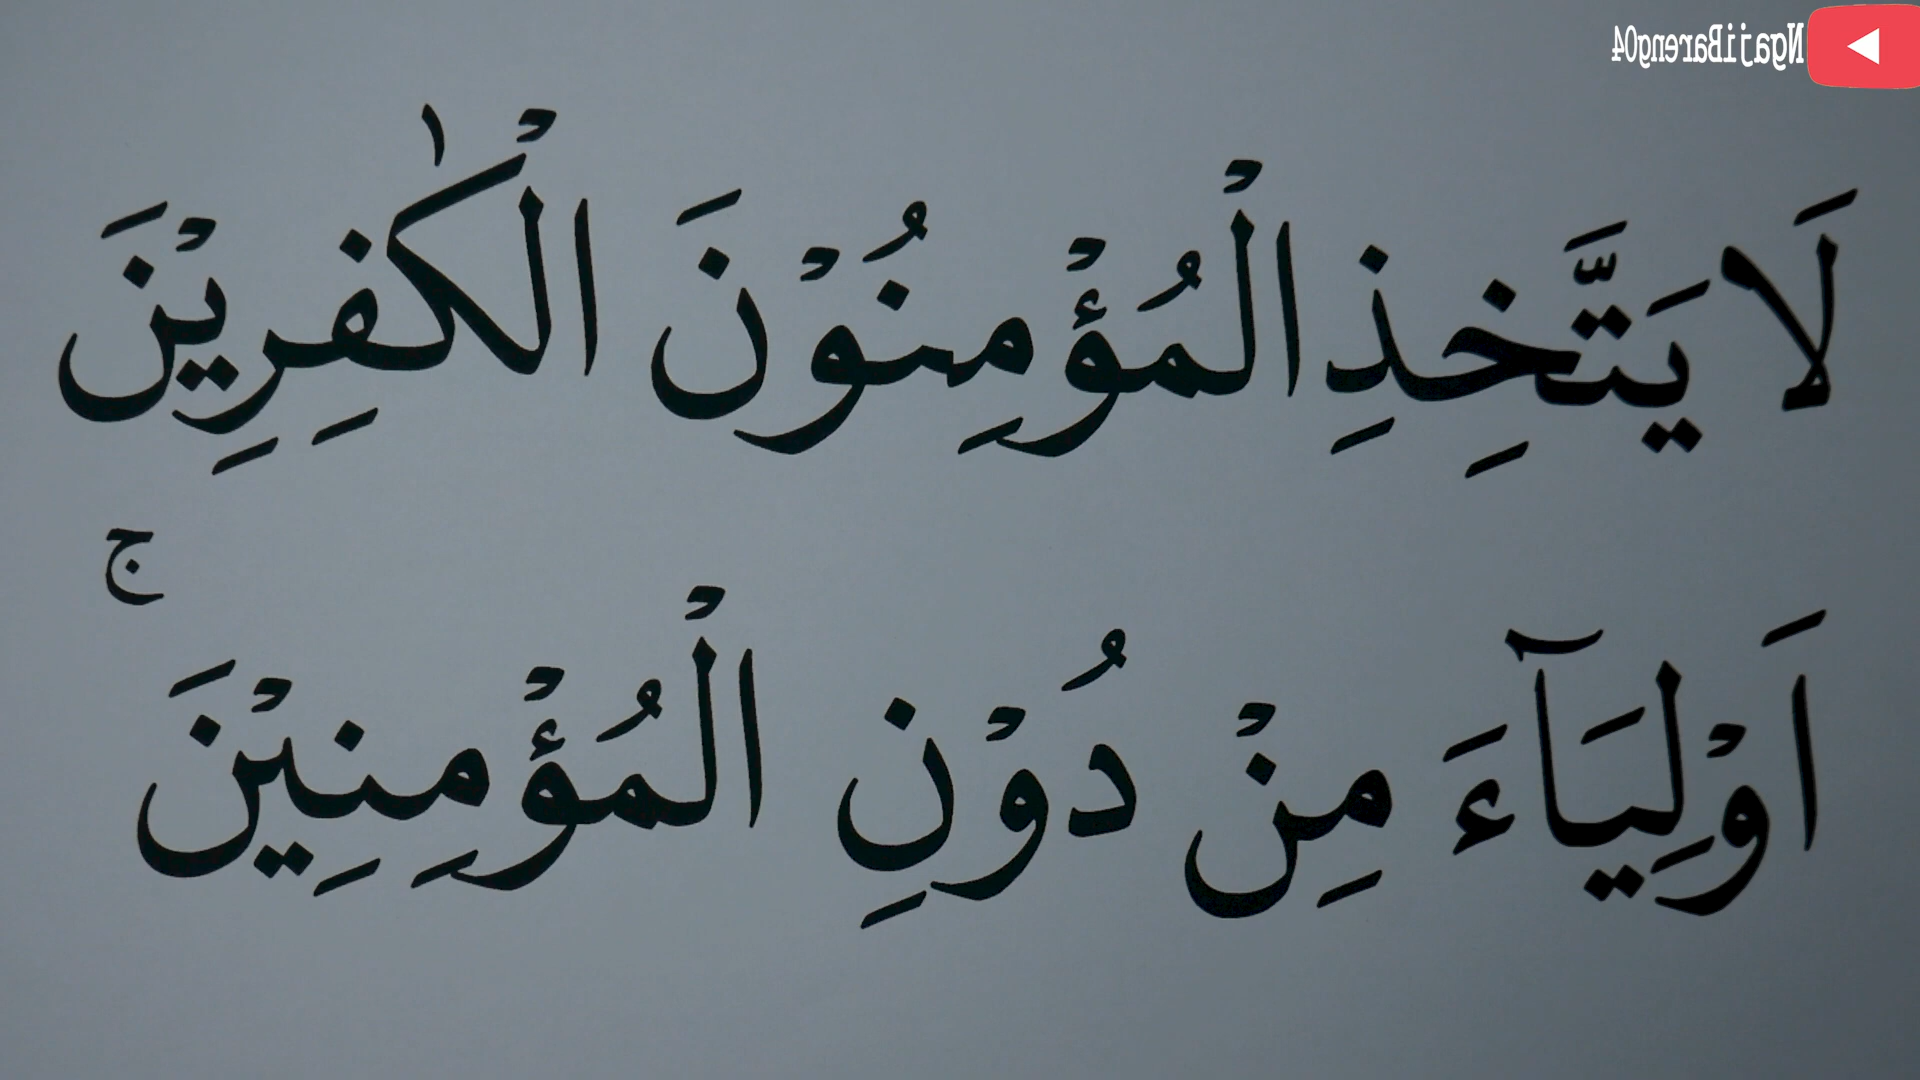 NgajiBareng04
لَا يَتَّخِذِ الْمُؤْمِنُوْنَ الْكٰفِرِيْنَ
اَوْلِيَآءَ مِنْ دُوْنِ الْمُؤْمِنِيْنَ ۚ